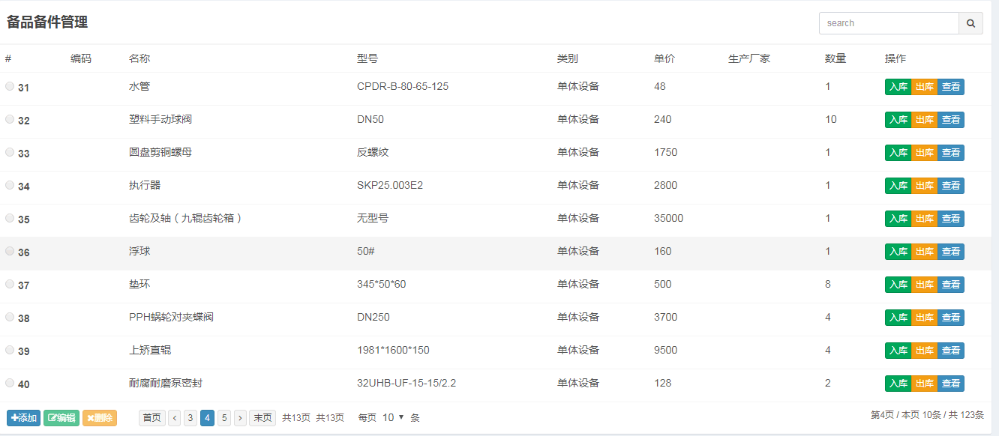 备品备件管理
search
# 编码 名称 型号 类别 单价 生产厂家 数量 操作
31 水管 CPDR-B-80-65-125 单体设备 48 1 入库 出库 查看
32 塑料手动球阀 DN50 单体设备 240 10 入库 出库 查看
33 圆盘剪铜螺母 反螺纹 单体设备 1750 1 入库 出库 查看
34 执行器 SKP25.003E2 单体设备 2800 1 入库 出库 查看
35 齿轮及轴（九辊齿轮箱） 无型号 单体设备 35000 1 入库 出库 查看
36 浮球 50# 单体设备 160 1 入库 出库 查看
37 垫环 345*50*60 单体设备 500 8 入库 出库 查看
38 PPH蜗轮对夹蝶阀 DN250 单体设备 3700 4 入库 出库 查看
39 上矫直辊 1981*1600*150 单体设备 9500 4 入库 出库 查看
40 耐腐耐磨泵密封 32UHB-UF-15-15/2.2 单体设备 128 2 入库 出库 查看
添加 编辑 删除 首页 ‹ 3 4 5 › 末页 共13页 共13页 每页 10 条 第4页 / 本页 10条 / 共 123条